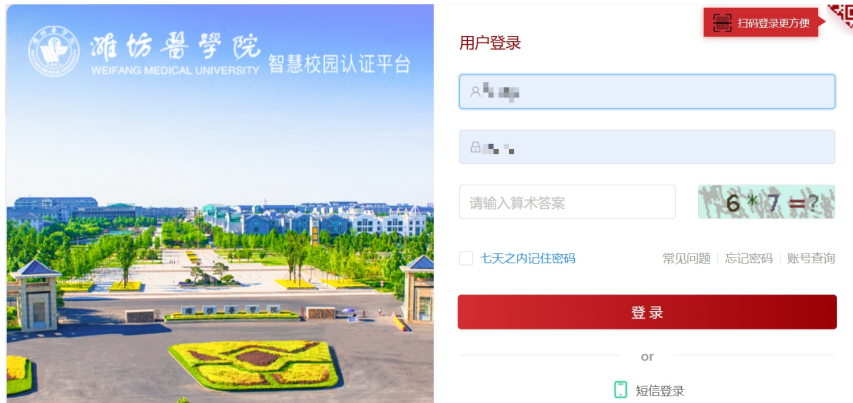 濰坊醫學院
WEIFANG MEDICAL UNIVERSITY
智慧校园认证平台
扫码登录更方便
用户登录
请输入算术答案
6*7=?
七天之内记住密码
常见问题 | 忘记密码 | 账号查询
登录
or
短信登录